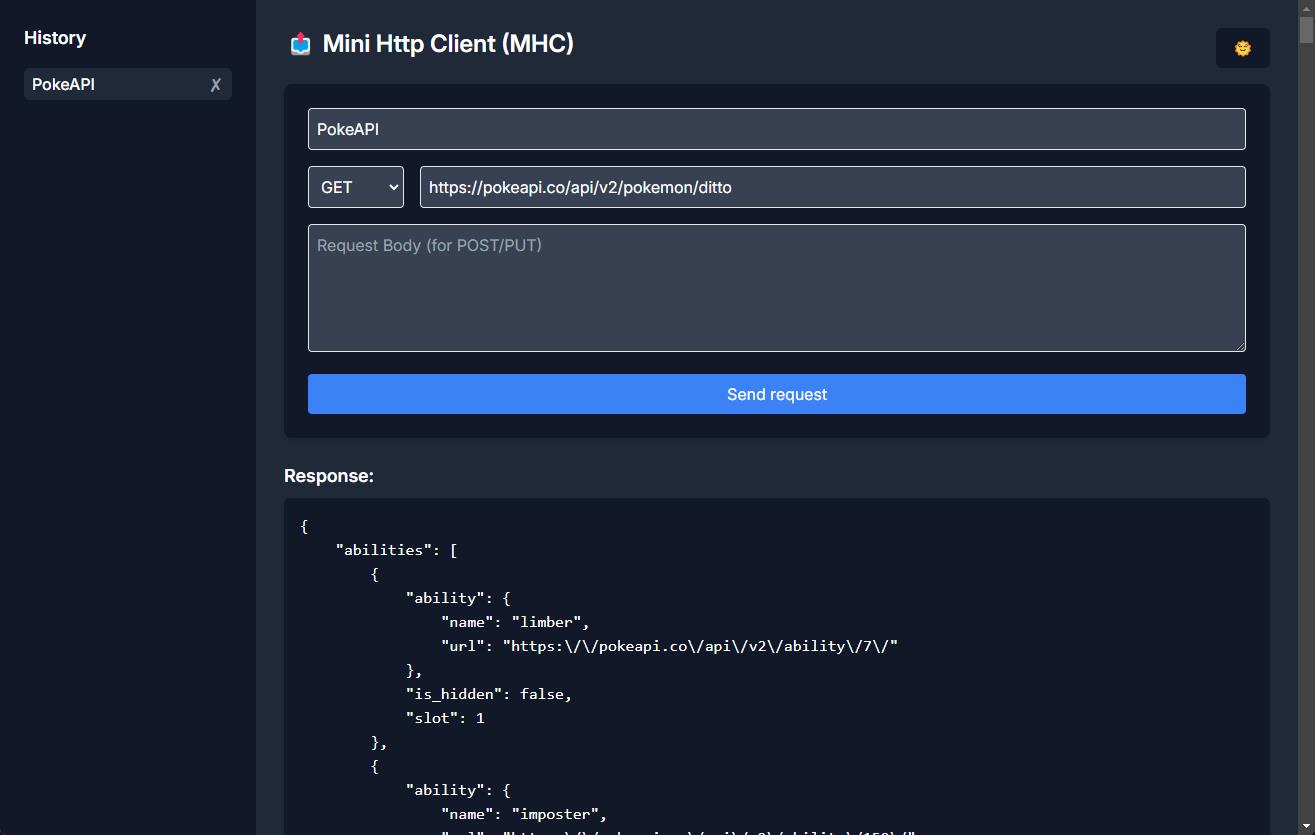 History
PokeAPI ✗
Mini Http Client (MHC)
PokeAPI
GET https://pokeapi.co/api/v2/pokemon/ditto
Request Body (for POST/PUT)
Send request
Response:
{
"abilities": [
{
"ability": {
"name": "limber",
"url": "https:\/\/pokeapi.co\/api\/v2\/ability\/7\/"
},
"is_hidden": false,
"slot": 1
},
{
"ability": {
"name": "imposter",